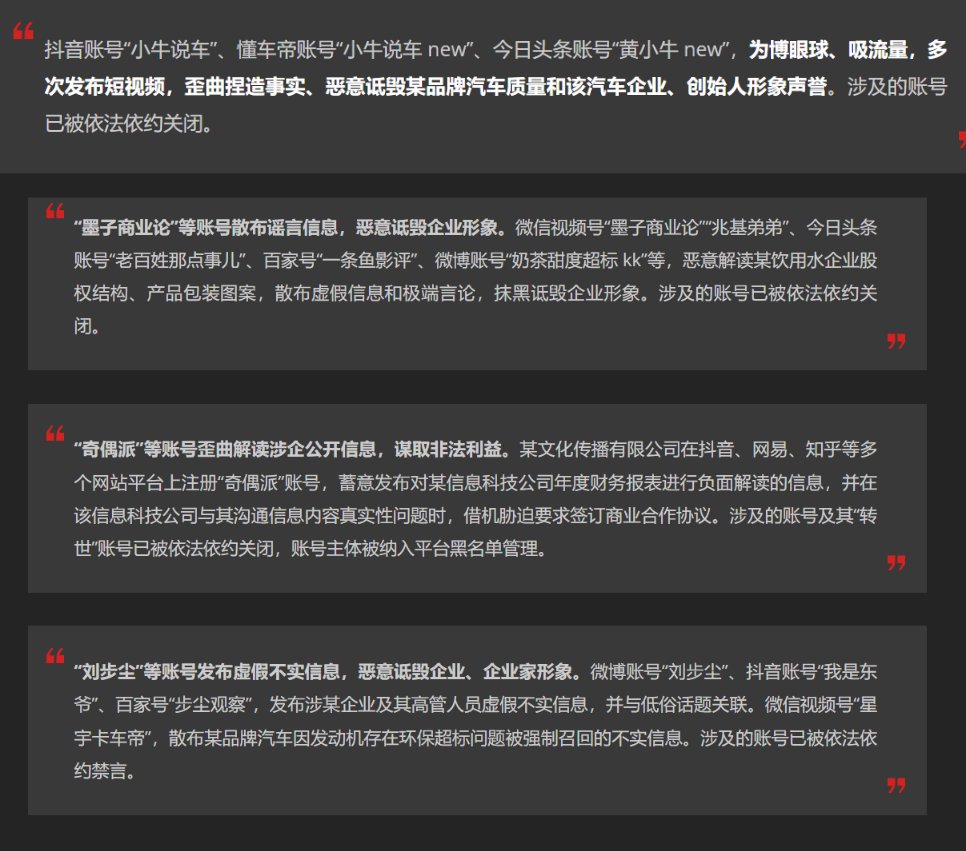 “
抖音账号“小牛说车”、懂车帝账号“小牛说车 new”、今日头条账号“黄小牛 new”，为博眼球、吸流量，多
次发布短视频，歪曲捏造事实、恶意诋毁某品牌汽车质量和该汽车企业、创始人形象声誉。涉及的账号
已被依法依约关闭。
”
“
“墨子商业论”等账号散布谣言信息，恶意诋毁企业形象。微信视频号“墨子商业论”“兆基弟弟”、今日头条
账号“老百姓那点事儿”、百家号“一条鱼影评”、微博账号“奶茶甜度超标 kk”等，恶意解读某饮用水企业股
权结构、产品包装图案，散布虚假信息和极端言论，抹黑诋毁企业形象。涉及的账号已被依法依约关
闭。
”
“
“奇偶派”等账号歪曲解读涉企公开信息，谋取非法利益。某文化传播有限公司在抖音、网易、知乎等多
个网站平台上注册“奇偶派”账号，蓄意发布对某信息科技公司年度财务报表进行负面解读的信息，并在
该信息科技公司与其沟通信息内容真实性问题时，借机胁迫要求签订商业合作协议。涉及的账号及其“转
世”账号已被依法依约关闭，账号主体被纳入平台黑名单管理。
”
“
“刘步尘”等账号发布虚假不实信息，恶意诋毁企业、企业家形象。微博账号“刘步尘”、抖音账号“我是东
爷”、百家号“步尘观察”，发布涉某企业及其高管人员虚假不实信息，并与低俗话题关联。微信视频号“星
宇卡车帝”，散布某品牌汽车因发动机存在环保超标问题被强制召回的不实信息。涉及的账号已被依法依
约禁言。
”